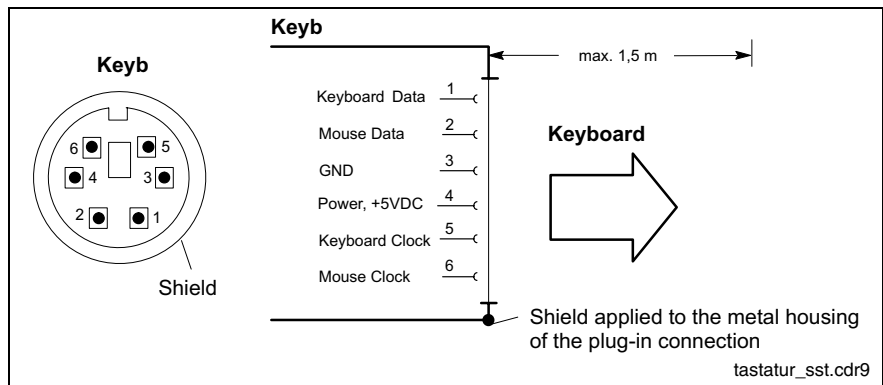 Keyb
Keyb
max. 1,5 m
6
5
4
3
2
1
Shield
Keyboard Data 1
Mouse Data 2
GND 3
Power, +5VDC 4
Keyboard Clock 5
Mouse Clock 6
Keyboard
Shield applied to the metal housing
of the plug-in connection
tastatur_sst.cdr9